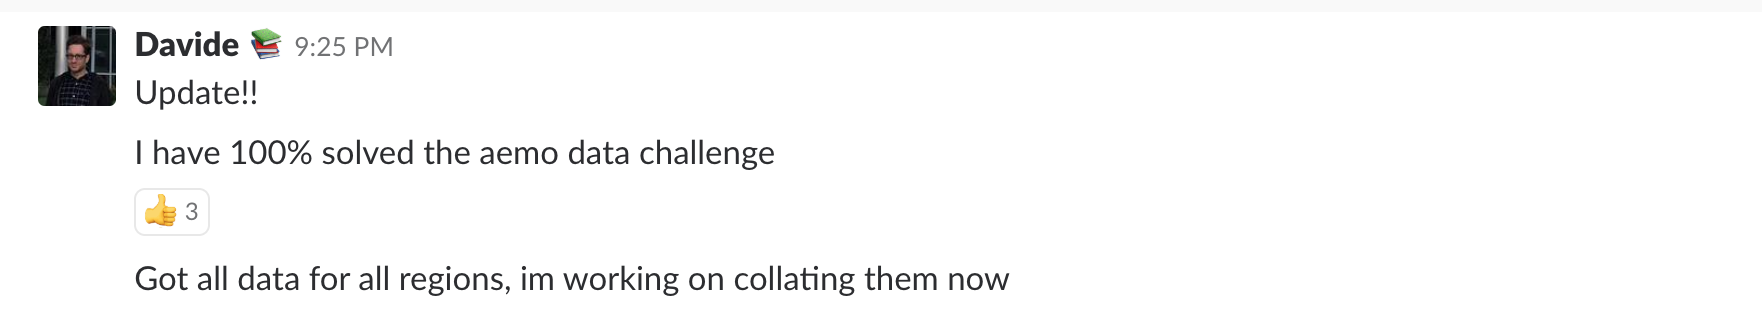 Davide 📚 9:25 PM
Update!!
I have 100% solved the aemo data challenge
👍 3
Got all data for all regions, im working on collating them now